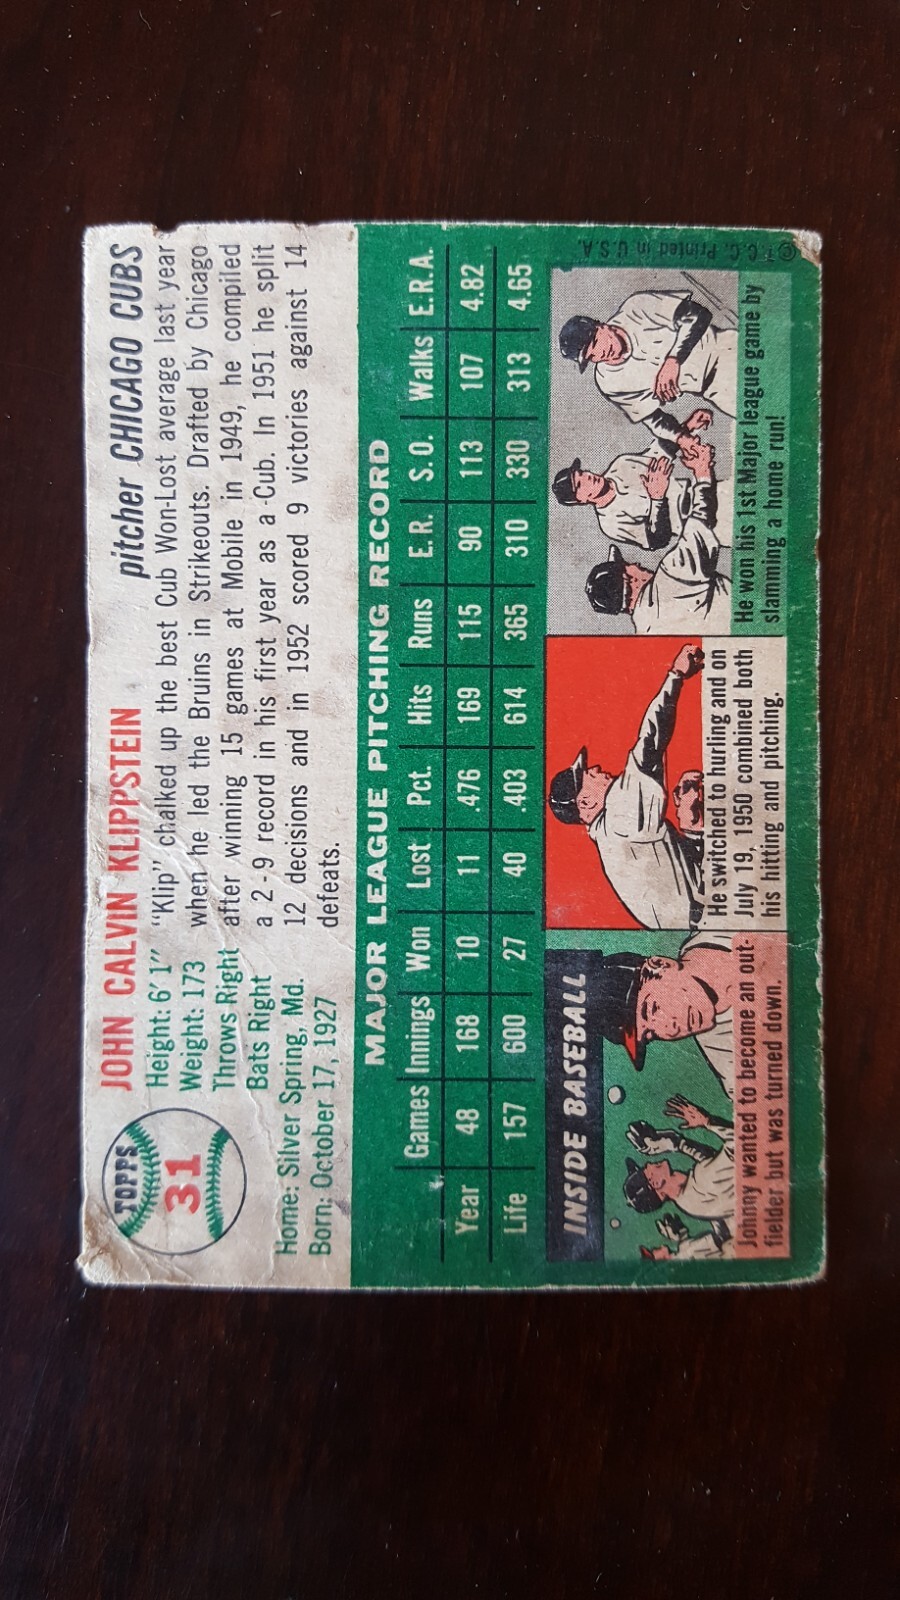 TOPPS
31
JOHN CALVIN KLIPPSTEIN
pitcher CHICAGO CUBS
Height: 6' 1"
Weight: 173
Throws Right
Bats Right
Home: Silver Spring, Md.
Born: October 17, 1927
"Klip" chalked up the best Cub Won-Lost average last year
when he led the Bruins in Strikeouts. Drafted by Chicago
after winning 15 games at Mobile in 1949, he compiled
a 2-9 record in his first year as a Cub. In 1951 he split
12 decisions and in 1952 scored 9 victories against 14
defeats.
MAJOR LEAGUE PITCHING RECORD
Games Innings Won Lost Pct. Hits Runs E.R. S.O. Walks E.R.A.
Year 48 168 10 11 .476 169 115 90 113 107 4.82
Life 157 600 27 40 .403 614 365 310 330 313 4.65
INSIDE BASEBALL
Johnny wanted to become an out-
fielder but was turned down.
He switched to hurling and on
July 19, 1950 combined both
his hitting and pitching.
He won his 1st Major league game by
slamming a home run!
© T.C.G. Printed in U.S.A.